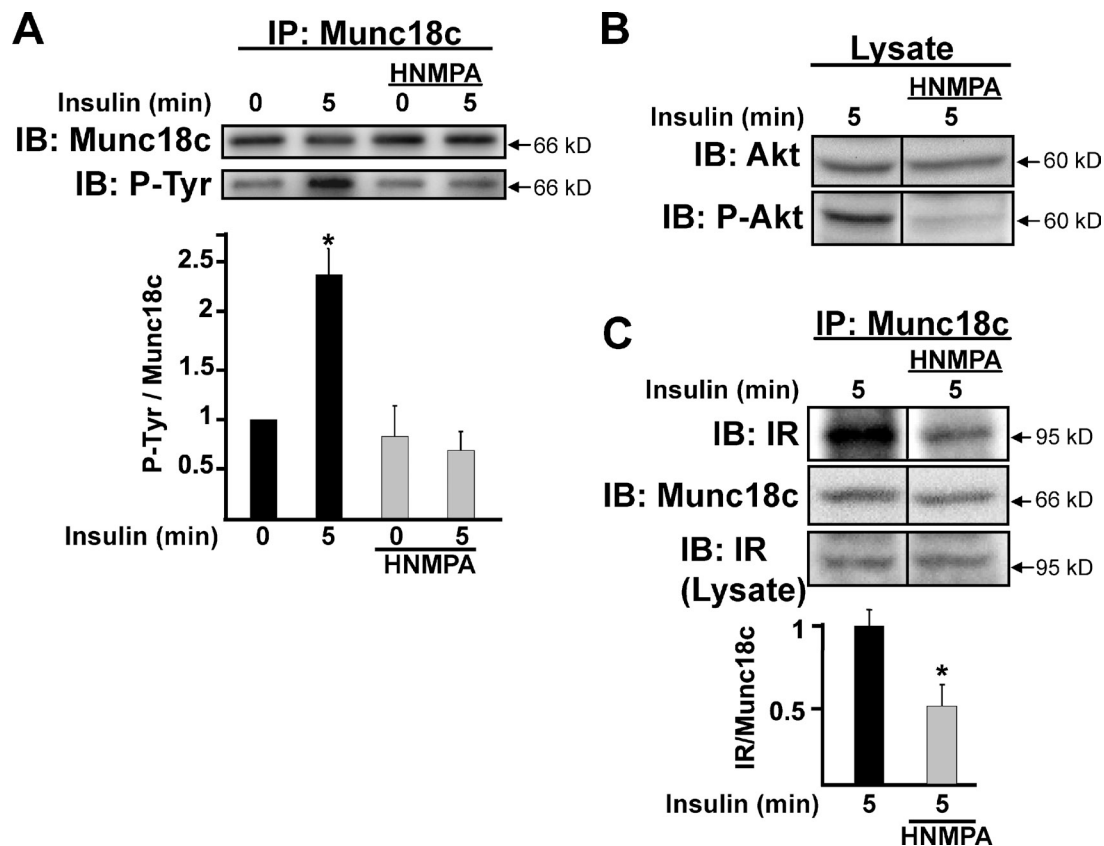 A
IP: Munc18c
HNMPA
Insulin (min) 0 5 0 5
IB: Munc18c 66 kD
IB: P-Tyr 66 kD
*
2.5
2
1.5
1
0.5
P-Tyr / Munc18c
Insulin (min) 0 5 0 5
HNMPA
B
Lysate
HNMPA
Insulin (min) 5 5
IB: Akt 60 kD
IB: P-Akt 60 kD
C
IP: Munc18c
HNMPA
Insulin (min) 5 5
IB: IR 95 kD
IB: Munc18c 66 kD
IB: IR 95 kD
(Lysate)
1
*
0.5
IR/Munc18c
Insulin (min) 5 5
HNMPA